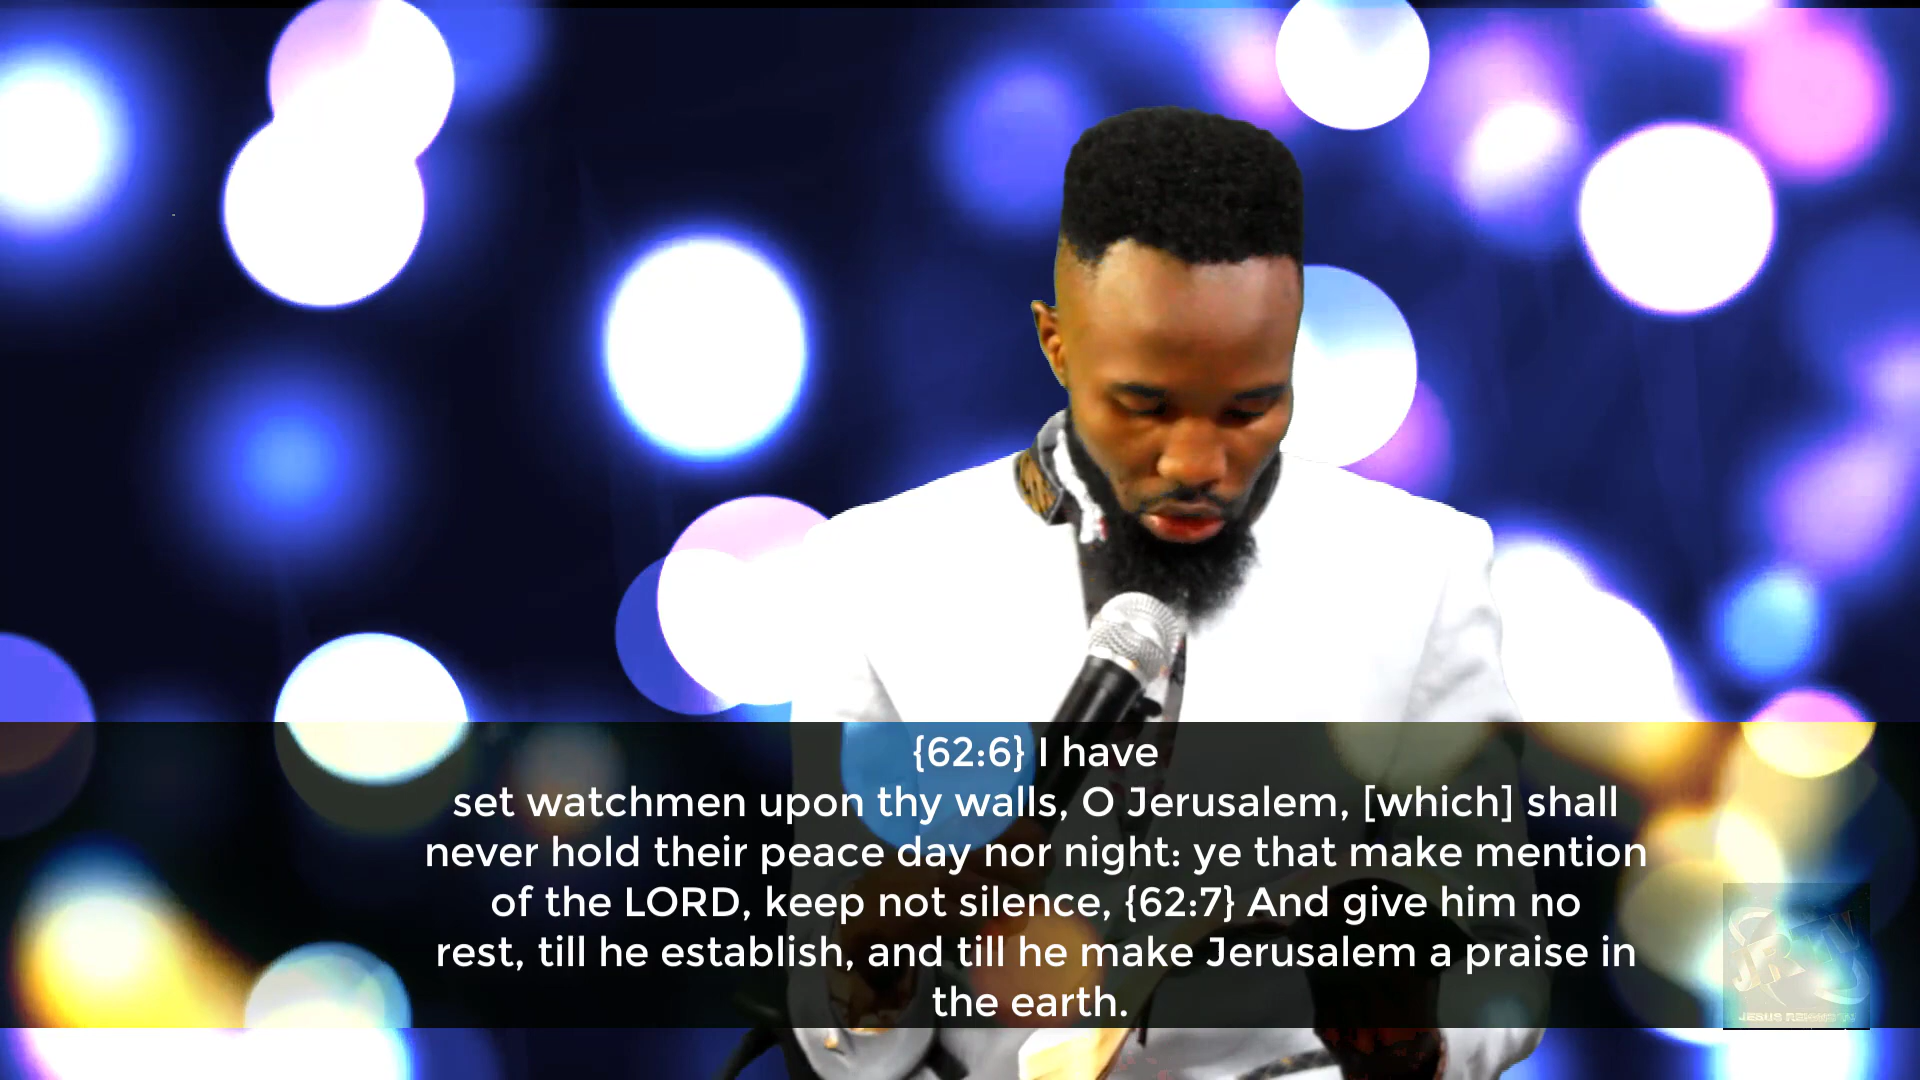 {62:6} I have
set watchmen upon thy walls, O Jerusalem, [which] shall
never hold their peace day nor night: ye that make mention
of the LORD, keep not silence, {62:7} And give him no
rest, till he establish, and till he make Jerusalem a praise in
the earth.
JESUS